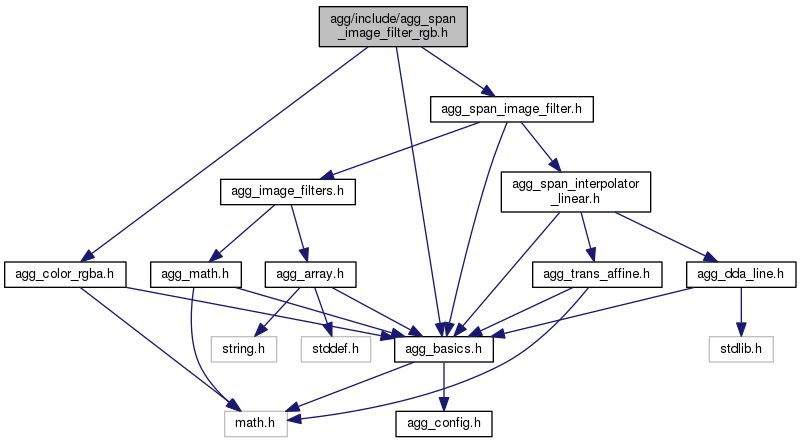 agg/include/agg_span
_image_filter_rgb.h
agg_span_image_filter.h
agg_image_filters.h
agg_span_interpolator
_linear.h
agg_color_rgba.h
agg_math.h
agg_array.h
agg_trans_affine.h
agg_dda_line.h
string.h
stddef.h
agg_basics.h
stdlib.h
math.h
agg_config.h